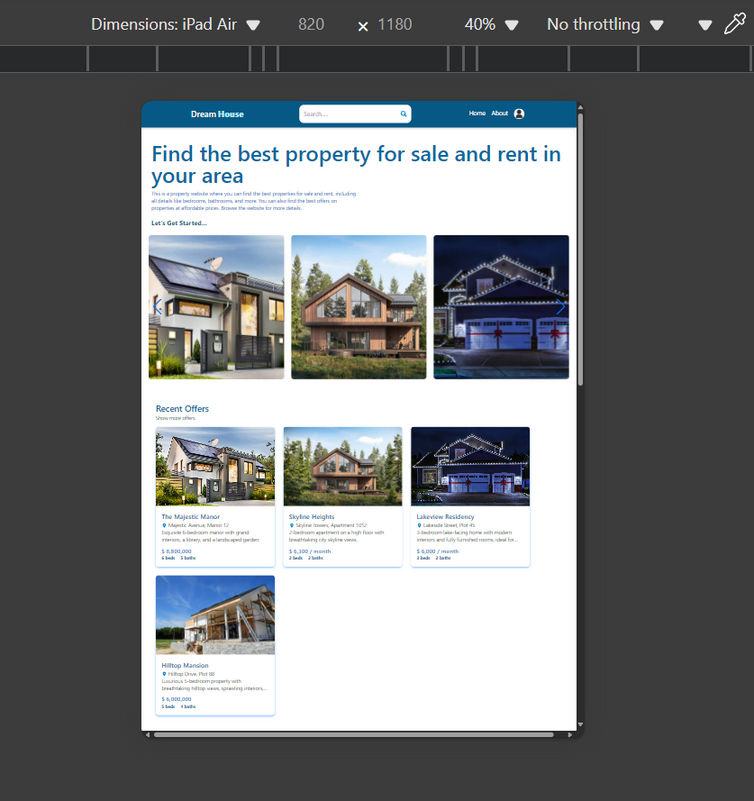 Dimensions: iPad Air 820 × 1180 40% No throttling
Dream House Search... Home About
Find the best property for sale and rent in
your area
This is a property website where you can find the best properties for sale and rent, including
all details like bedrooms, bathrooms, and more. You can also find the best offers on
properties at affordable prices. Browse the website for more details.
Let's Get Started...
Recent Offers
Show more offers
The Majestic Manor
Majestic Avenue, Manor 12
Exquisite 6-bedroom manor with grand
interiors, a library, and a landscaped garden.
$ 8,800,000
6 beds 5 baths
Skyline Heights
Skyline Towers, Apartment 1052
2-bedroom apartment on a high floor with
breathtaking city skyline views.
$ 6,300 / month
2 beds 2 baths
Lakeview Residency
Lakeside Street, Plot 45
3-bedroom lake-facing home with modern
interiors and fully furnished rooms, ideal for...
$ 6,000 / month
3 beds 2 baths
Hilltop Mansion
Hilltop Drive, Plot 88
Luxurious 5-bedroom property with
breathtaking hilltop views, sprawling interiors,...
$ 6,000,000
5 beds 4 baths